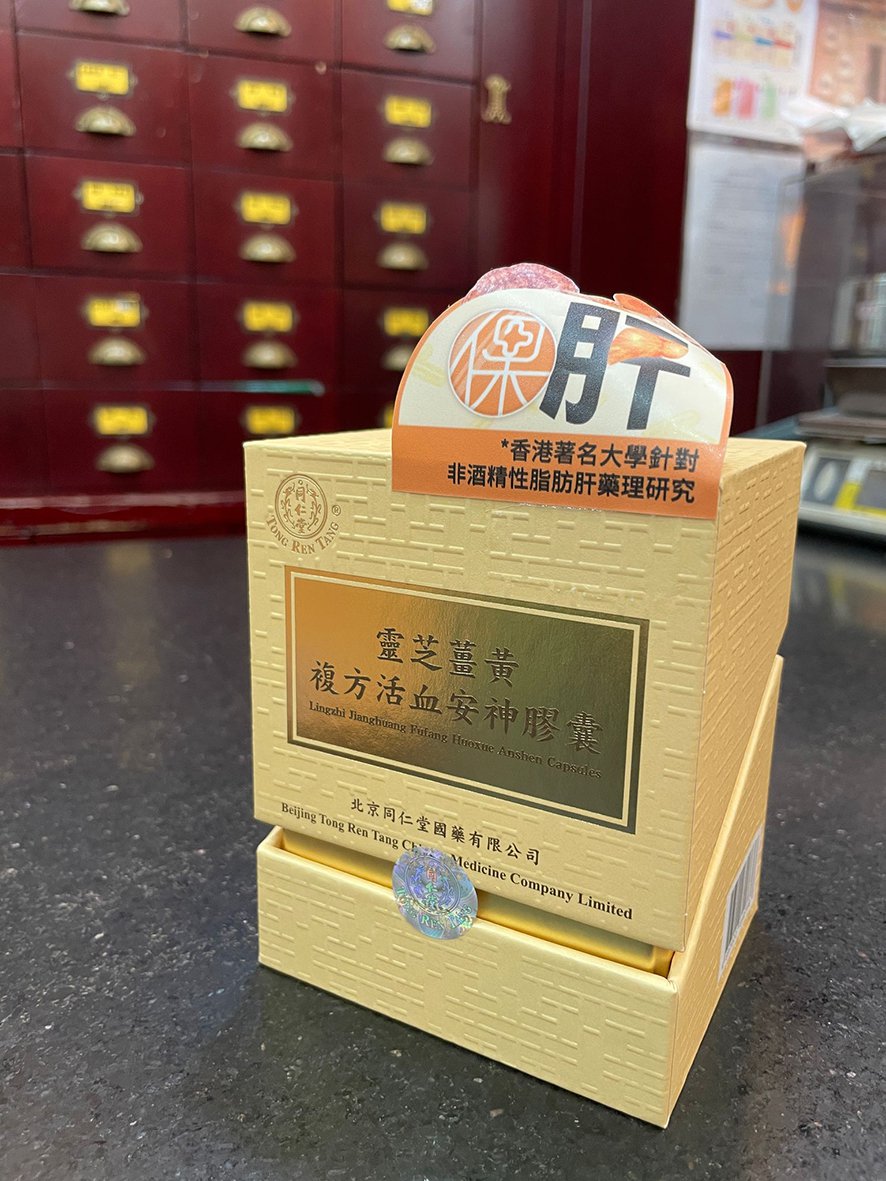 保肝
*香港著名大學針對
非酒精性脂肪肝藥理研究
同仁堂
®
TONG REN TANG
靈芝薑黃
複方活血安神膠囊
Lingzhi Jianghuang Fufang Huoxue Anshen Capsules
北京同仁堂國藥有限公司
Beijing Tong Ren Tang Medicine Company Limited